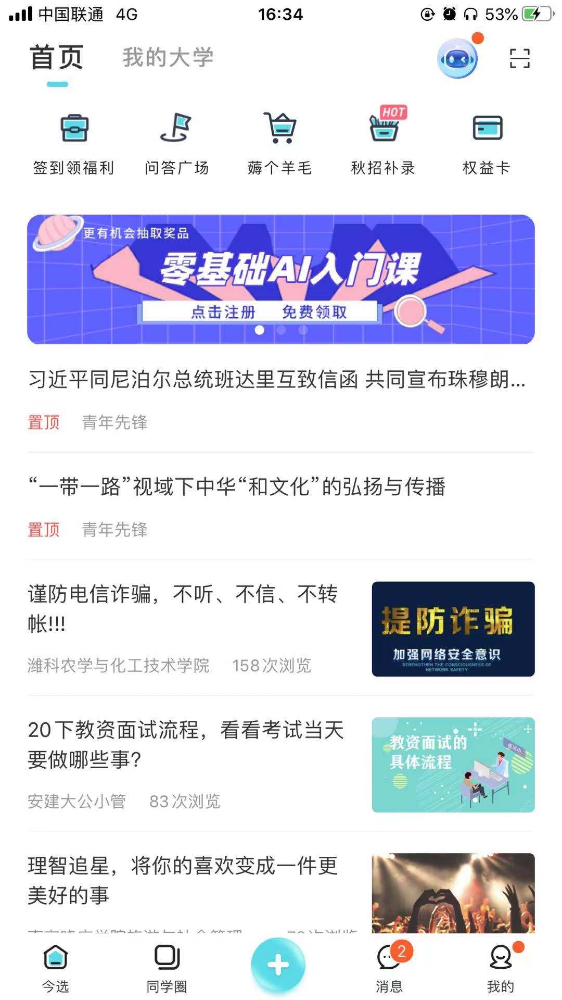 中国联通 4G 16:34 53%
首页 我的大学
HOT
签到领福利 问答广场 薅个羊毛 秋招补录 权益卡
更有机会抽取奖品
零基础AI入门课
点击注册 免费领取
习近平同尼泊尔总统班达里互致信函 共同宣布珠穆朗...
置顶 青年先锋
“一带一路”视域下中华“和文化”的弘扬与传播
置顶 青年先锋
谨防电信诈骗，不听、不信、不转
帐!!!
潍科农学与化工技术学院 158次浏览
提防诈骗
加强网络安全意识
STRENGTHEN THE CONSCIOUSNESS OF
NETWORK SAFETY
20下教资面试流程，看看考试当天
要做哪些事?
安建大公小管 83次浏览
教资面试的
具体流程
面试中
理智追星，将你的喜欢变成一件更
美好的事
2
今选 同学圈 消息 我的